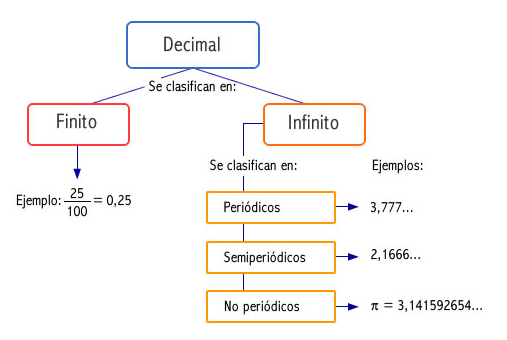 Decimal
Se clasifican en:
Finito
Infinito
Ejemplo: 25/100 = 0,25
Se clasifican en:
Ejemplos:
Periódicos
3,777...
Semiperiódicos
2,1666...
No periódicos
π = 3,141592654...